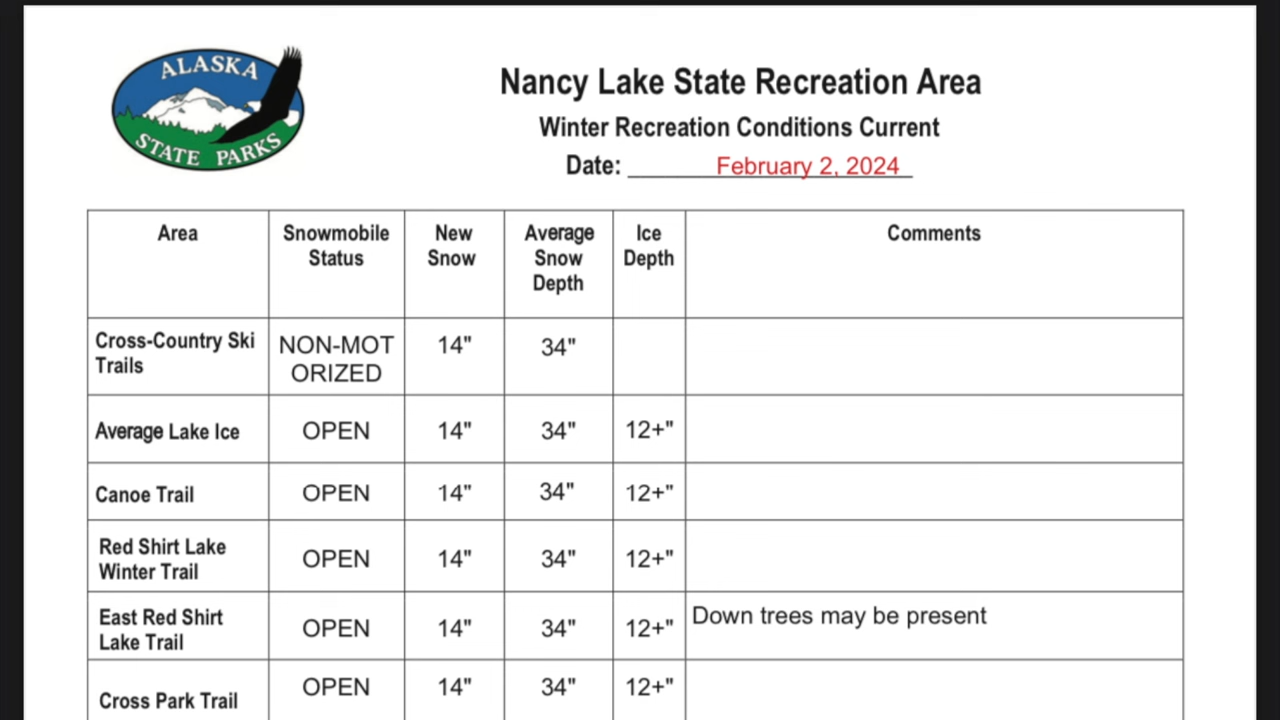 ALASKA
STATE PARKS
Nancy Lake State Recreation Area
Winter Recreation Conditions Current
Date: February 2, 2024
Area
Snowmobile
Status
New
Snow
Average
Snow
Depth
Ice
Depth
Comments
Cross-Country Ski
Trails
NON-MOT
ORIZED
14"
34"
Average Lake Ice
OPEN
14"
34"
12+"
Canoe Trail
OPEN
14"
34"
12+"
Red Shirt Lake
Winter Trail
OPEN
14"
34"
12+"
East Red Shirt
Lake Trail
OPEN
14"
34"
12+"
Down trees may be present
Cross Park Trail
OPEN
14"
34"
12+"